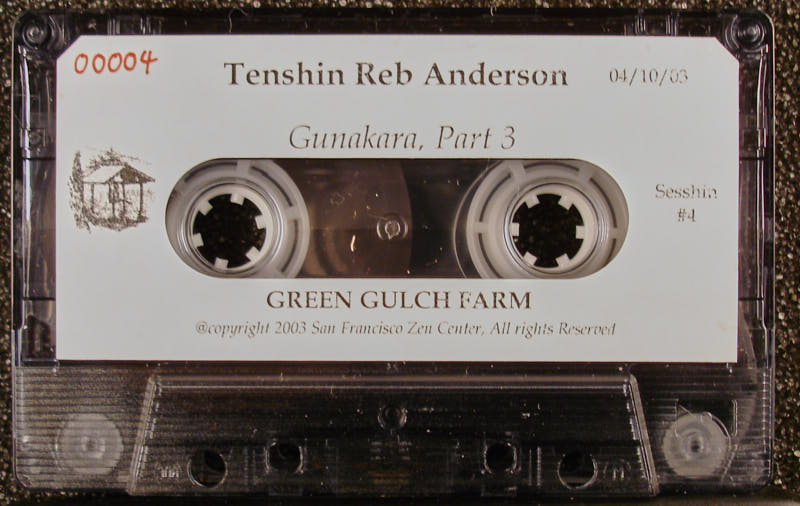 00004
Tenshin Reb Anderson
04/10/03
Gunakara, Part 3
Sesshin
#4
GREEN GULCH FARM
@copyright 2003 San Francisco Zen Center, All rights Reserved